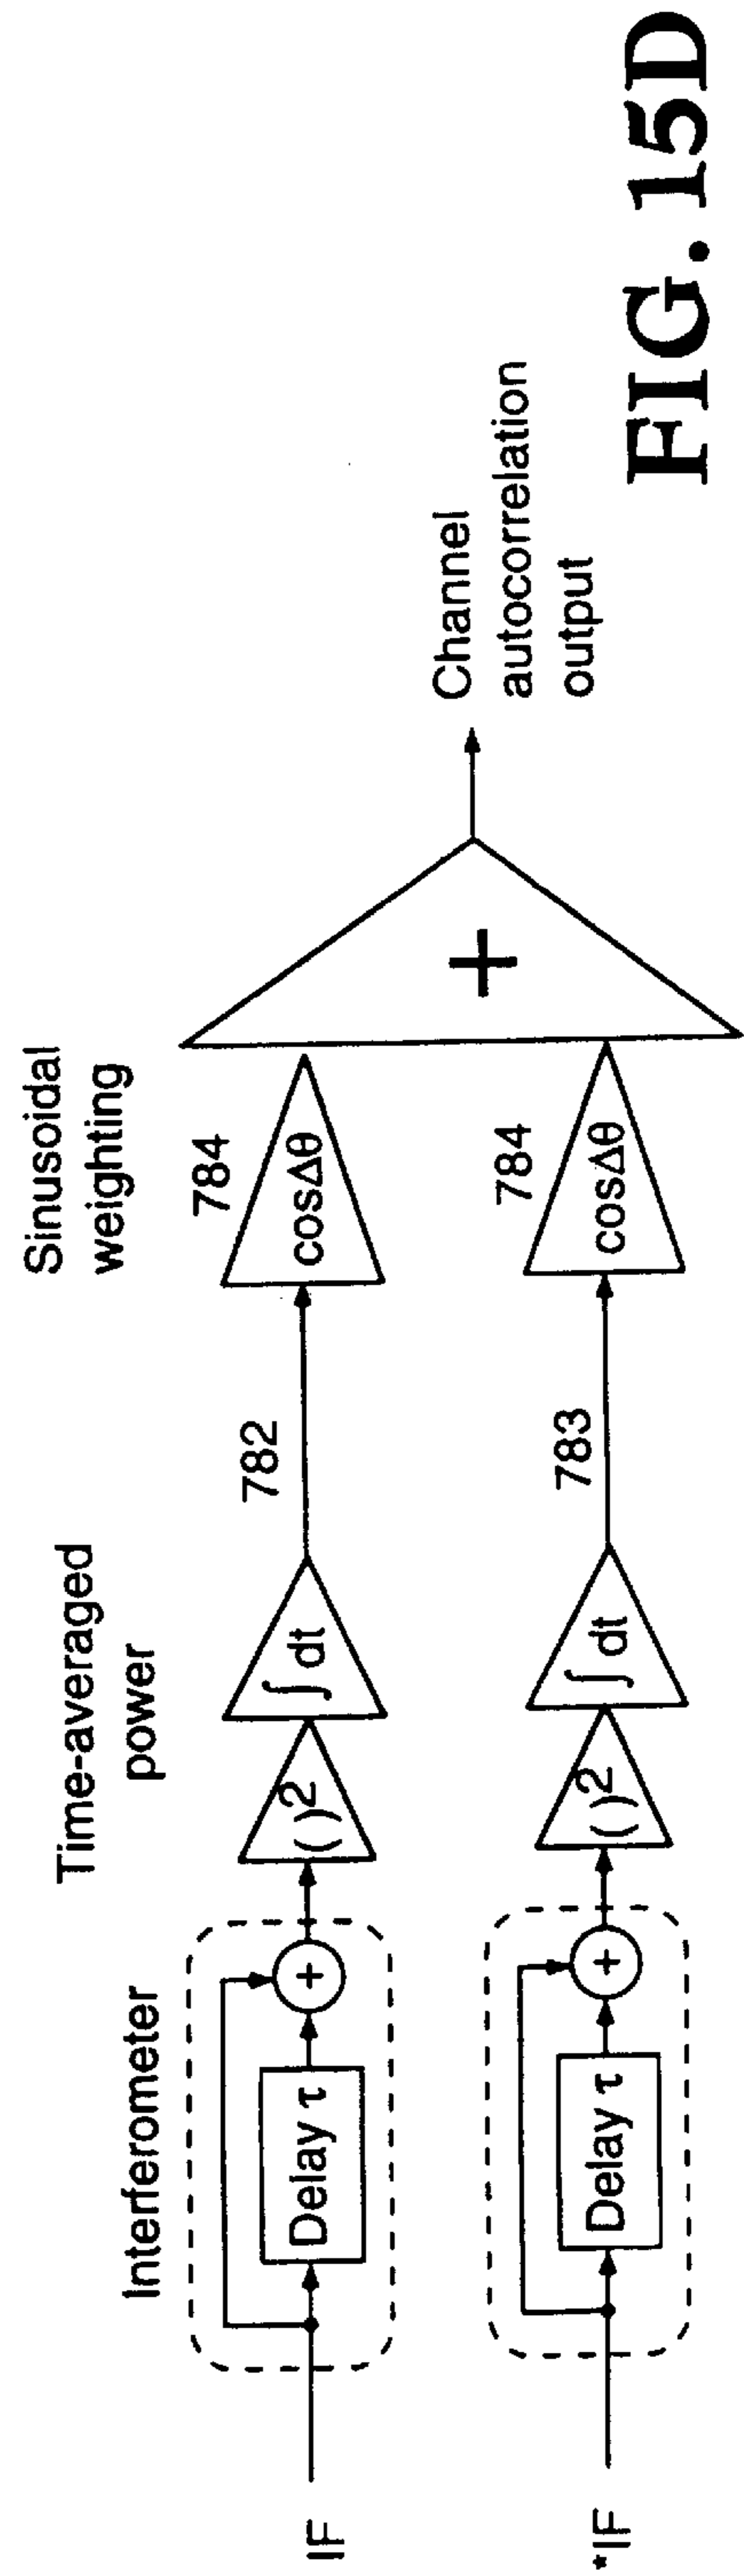 Interferometer
Time-averaged
power
Sinusoidal
weighting
IF
Delay τ
+
( )²
∫ dt
782
784
cosΔθ
+
Channel
autocorrelation
output
*IF
Delay τ
+
( )²
∫ dt
783
784
cosΔθ
FIG. 15D